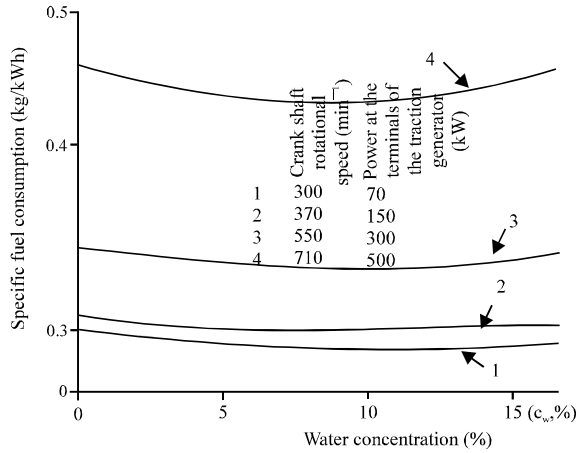 0.5
Specific fuel consumption (kg/kWh)
0.4
0.3
0
Crank shaft
rotational
speed (min⁻¹)
Power at the
terminals of
the traction
generator
(kW)
1 300 70
2 370 150
3 550 300
4 710 500
4
3
2
1
0 5 10 15 (cw,%)
Water concentration (%)